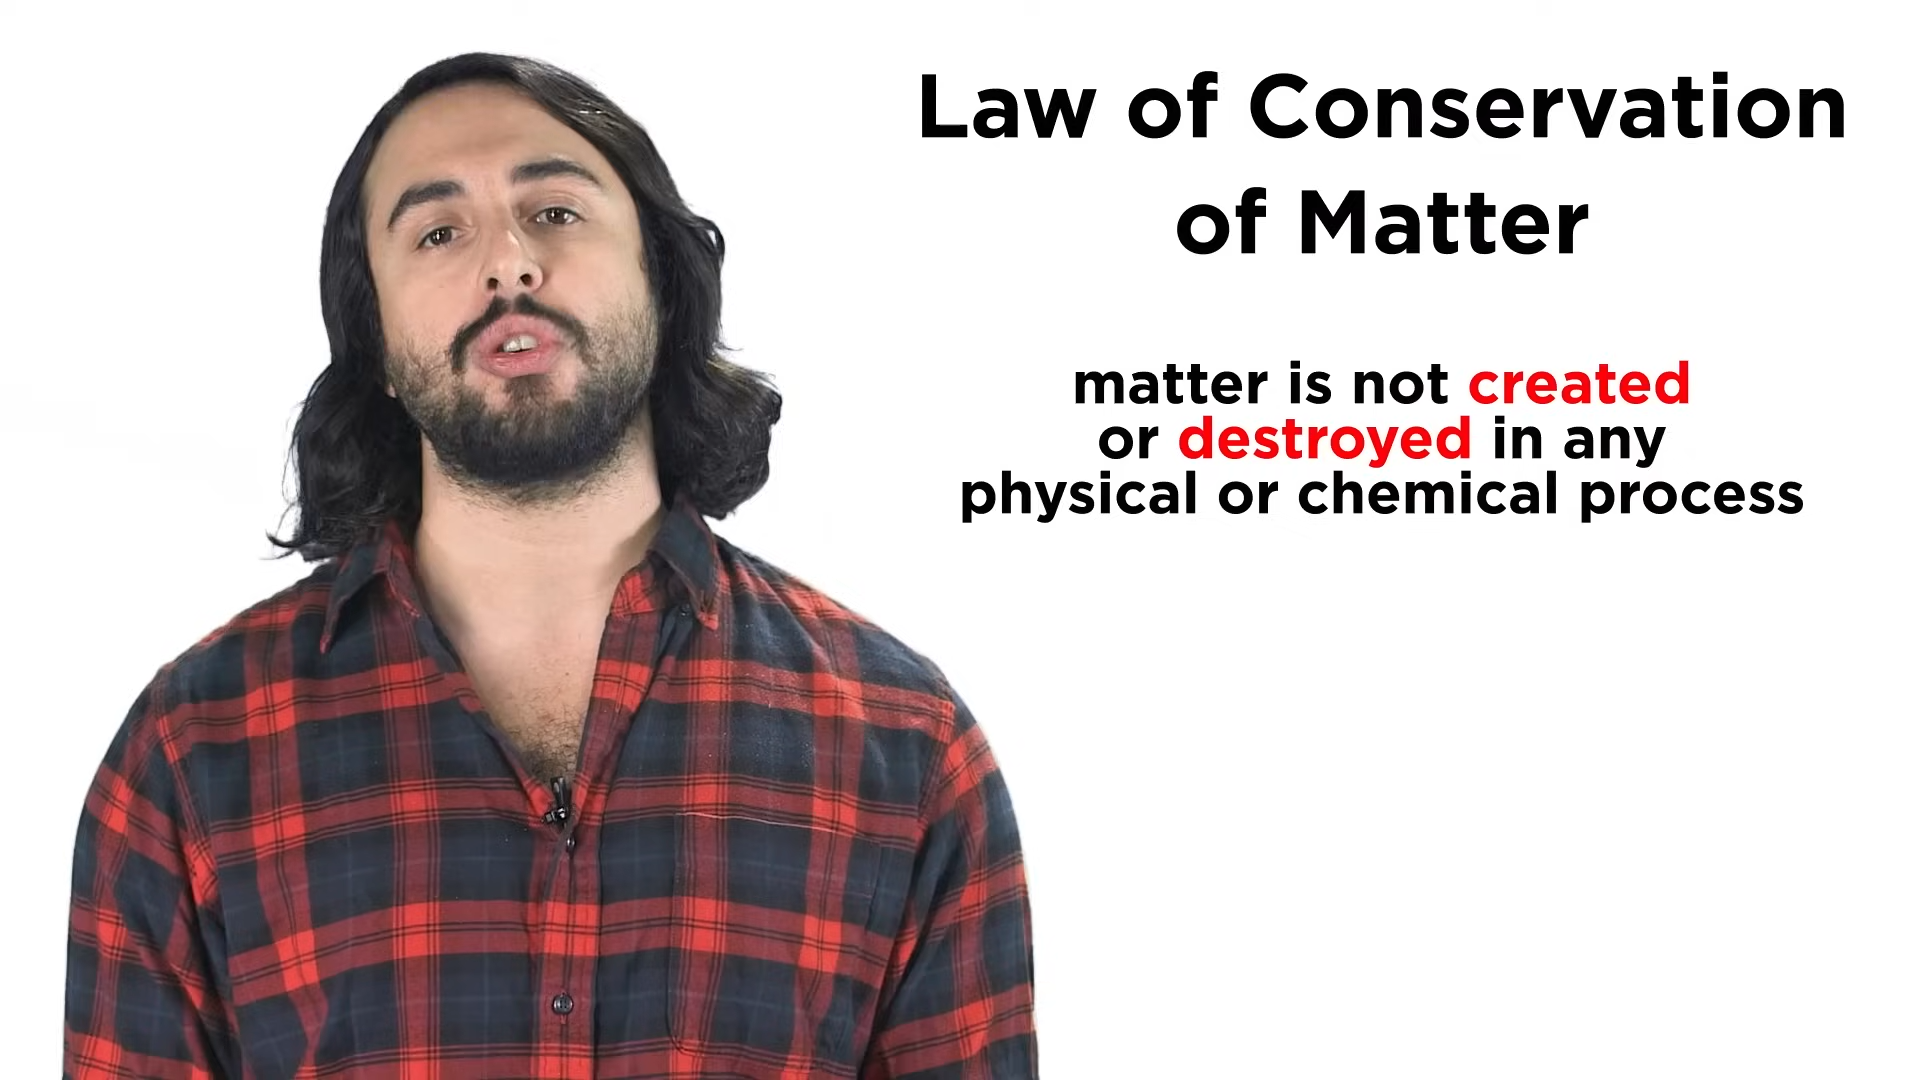 Law of Conservation
of Matter
matter is not created
or destroyed in any
physical or chemical process